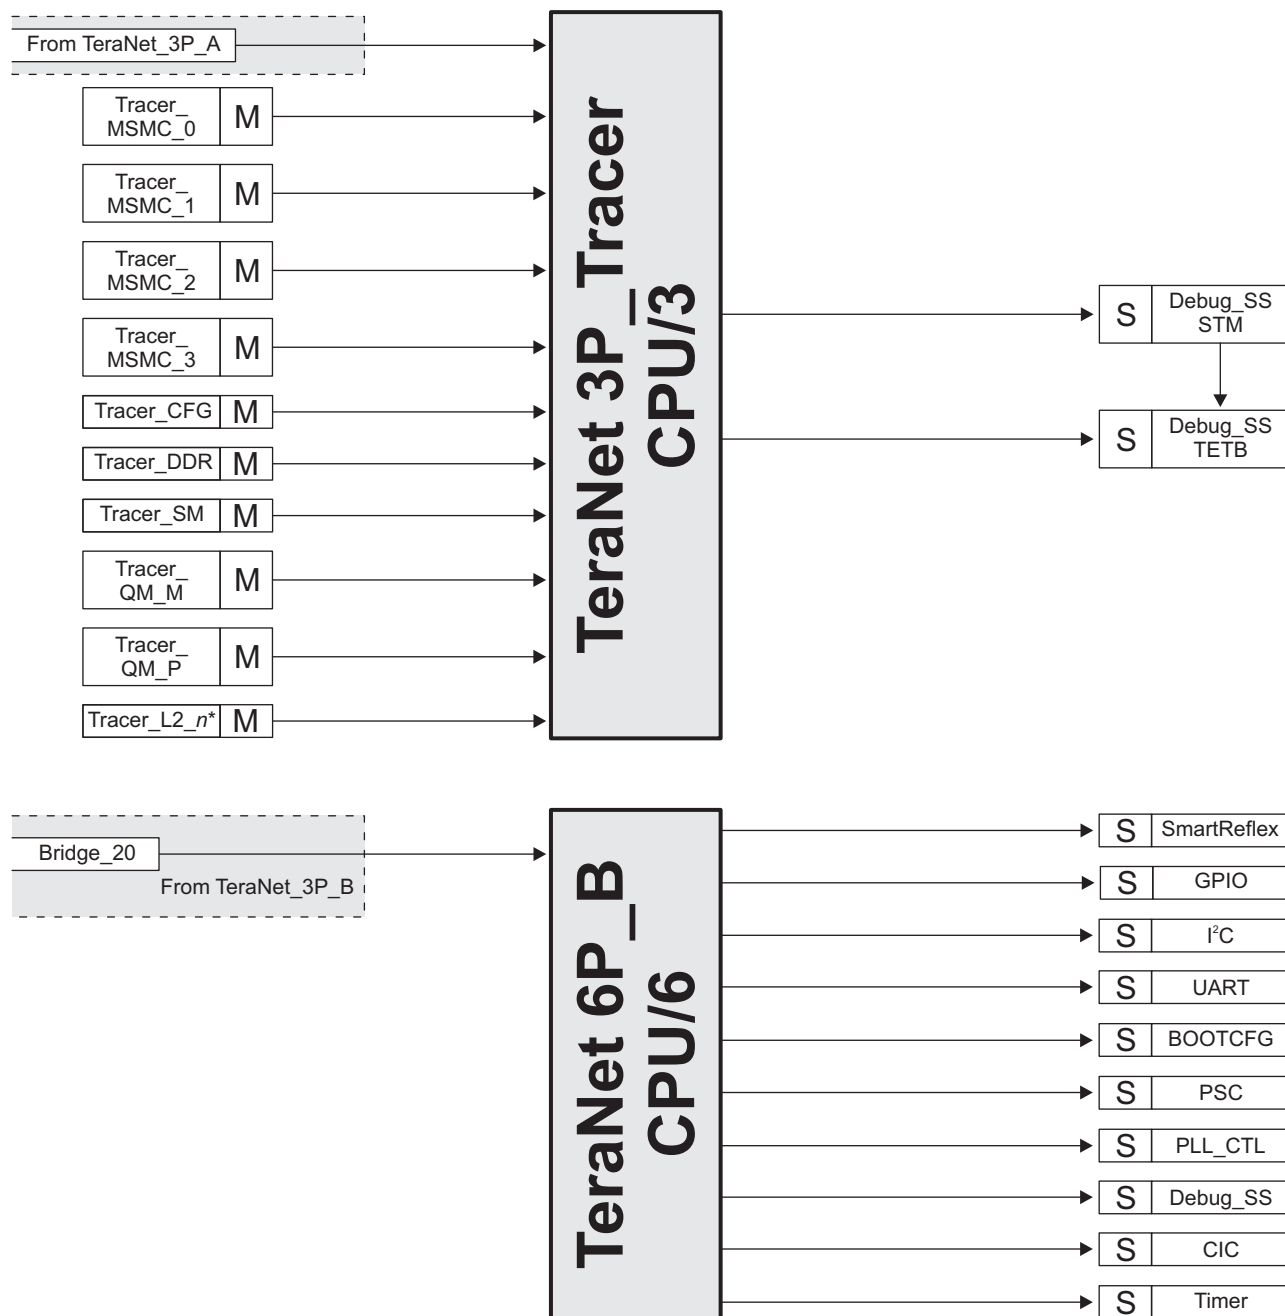 From TeraNet_3P_A
Tracer_
MSMC_0
M
Tracer_
MSMC_1
M
Tracer_
MSMC_2
M
Tracer_
MSMC_3
M
Tracer_CFG
M
Tracer_DDR
M
Tracer_SM
M
Tracer_
QM_M
M
Tracer_
QM_P
M
Tracer_L2_n*
M
TeraNet 3P_Tracer
CPU/3
S
Debug_SS
STM
S
Debug_SS
TETB
Bridge_20
From TeraNet_3P_B
TeraNet 6P_B
CPU/6
S
SmartReflex
S
GPIO
S
I²C
S
UART
S
BOOTCFG
S
PSC
S
PLL_CTL
S
Debug_SS
S
CIC
S
Timer